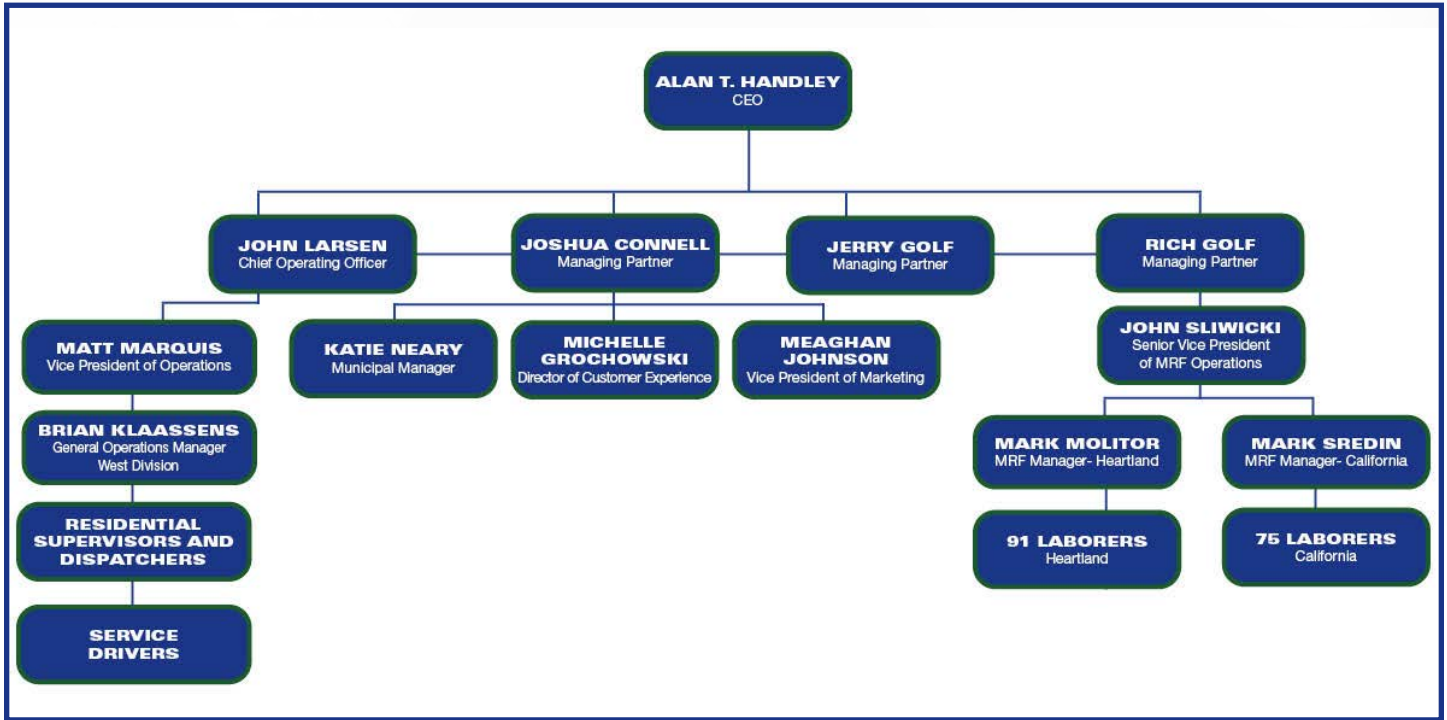 ALAN T. HANDLEY
CEO
JOHN LARSEN
Chief Operating Officer
JOSHUA CONNELL
Managing Partner
JERRY GOLF
Managing Partner
RICH GOLF
Managing Partner
MATT MARQUIS
Vice President of Operations
KATIE NEARY
Municipal Manager
MICHELLE
GROCHOWSKI
Director of Customer Experience
MEAGHAN
JOHNSON
Vice President of Marketing
JOHN SLIWICKI
Senior Vice President
of MRF Operations
BRIAN KLAASSENS
General Operations Manager
West Division
MARK MOLITOR
MRF Manager- Heartland
MARK SREDIN
MRF Manager- California
RESIDENTIAL
SUPERVISORS AND
DISPATCHERS
91 LABORERS
Heartland
75 LABORERS
California
SERVICE
DRIVERS